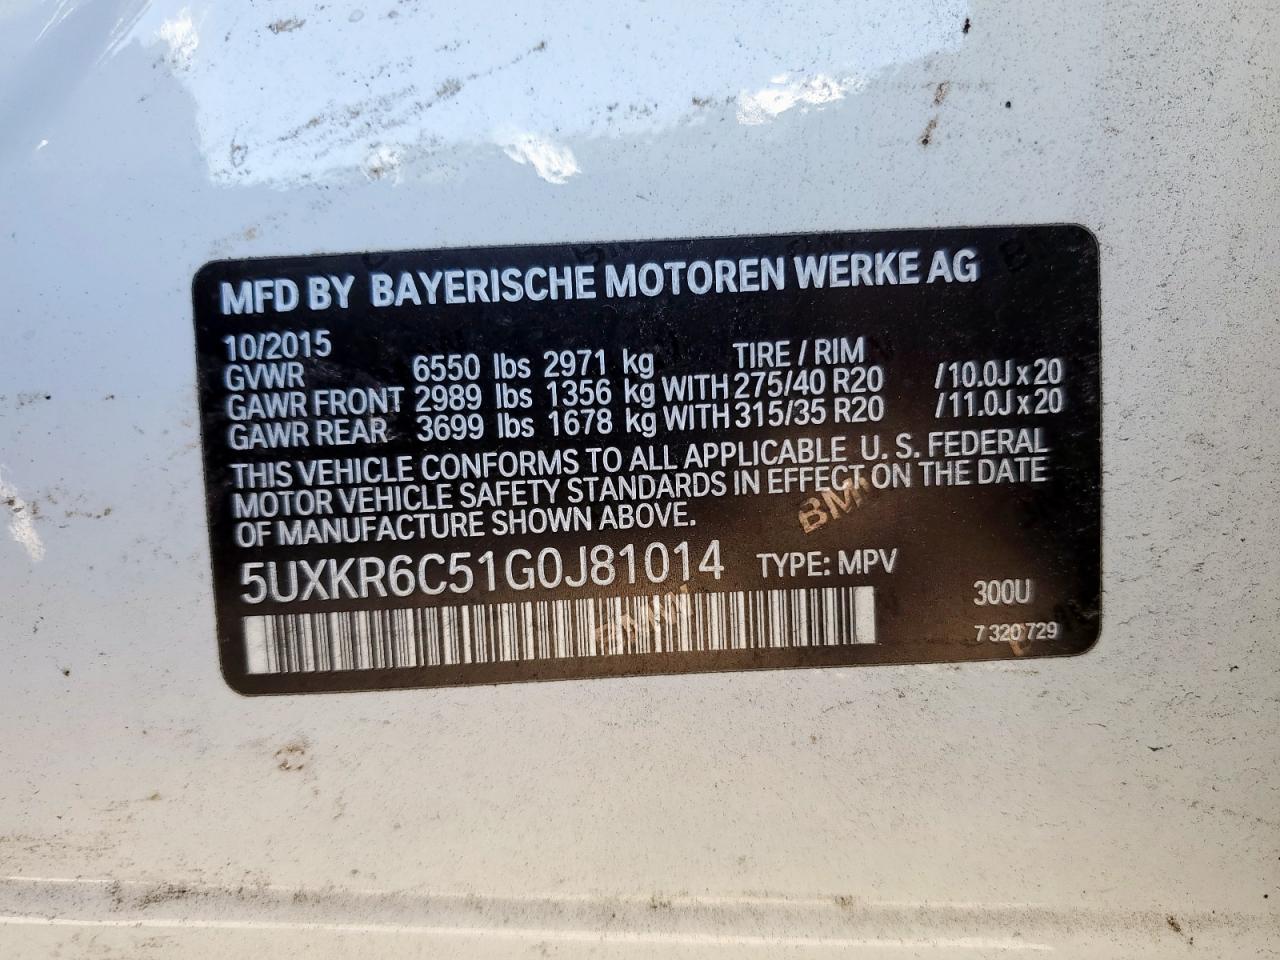 MFD BY BAYERISCHE MOTOREN WERKE AG
10/2015
GVWR 6550 lbs 2971 kg TIRE / RIM
GAWR FRONT 2989 lbs 1356 kg WITH 275/40 R20 /10.0J x 20
GAWR REAR 3699 lbs 1678 kg WITH 315/35 R20 /11.0J x 20
THIS VEHICLE CONFORMS TO ALL APPLICABLE U. S. FEDERAL
MOTOR VEHICLE SAFETY STANDARDS IN EFFECT ON THE DATE
OF MANUFACTURE SHOWN ABOVE.
BMW
5UXKR6C51G0J81014 TYPE: MPV
300U
BMW
7 320 729